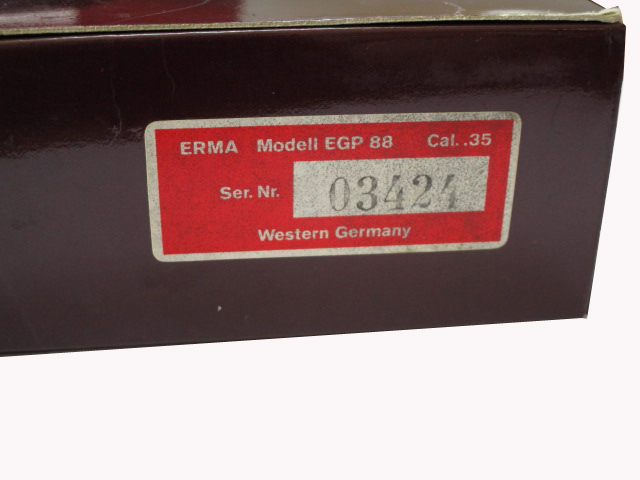 ERMA Modell EGP 88 Cal. .35
Ser. Nr. 03424
Western Germany